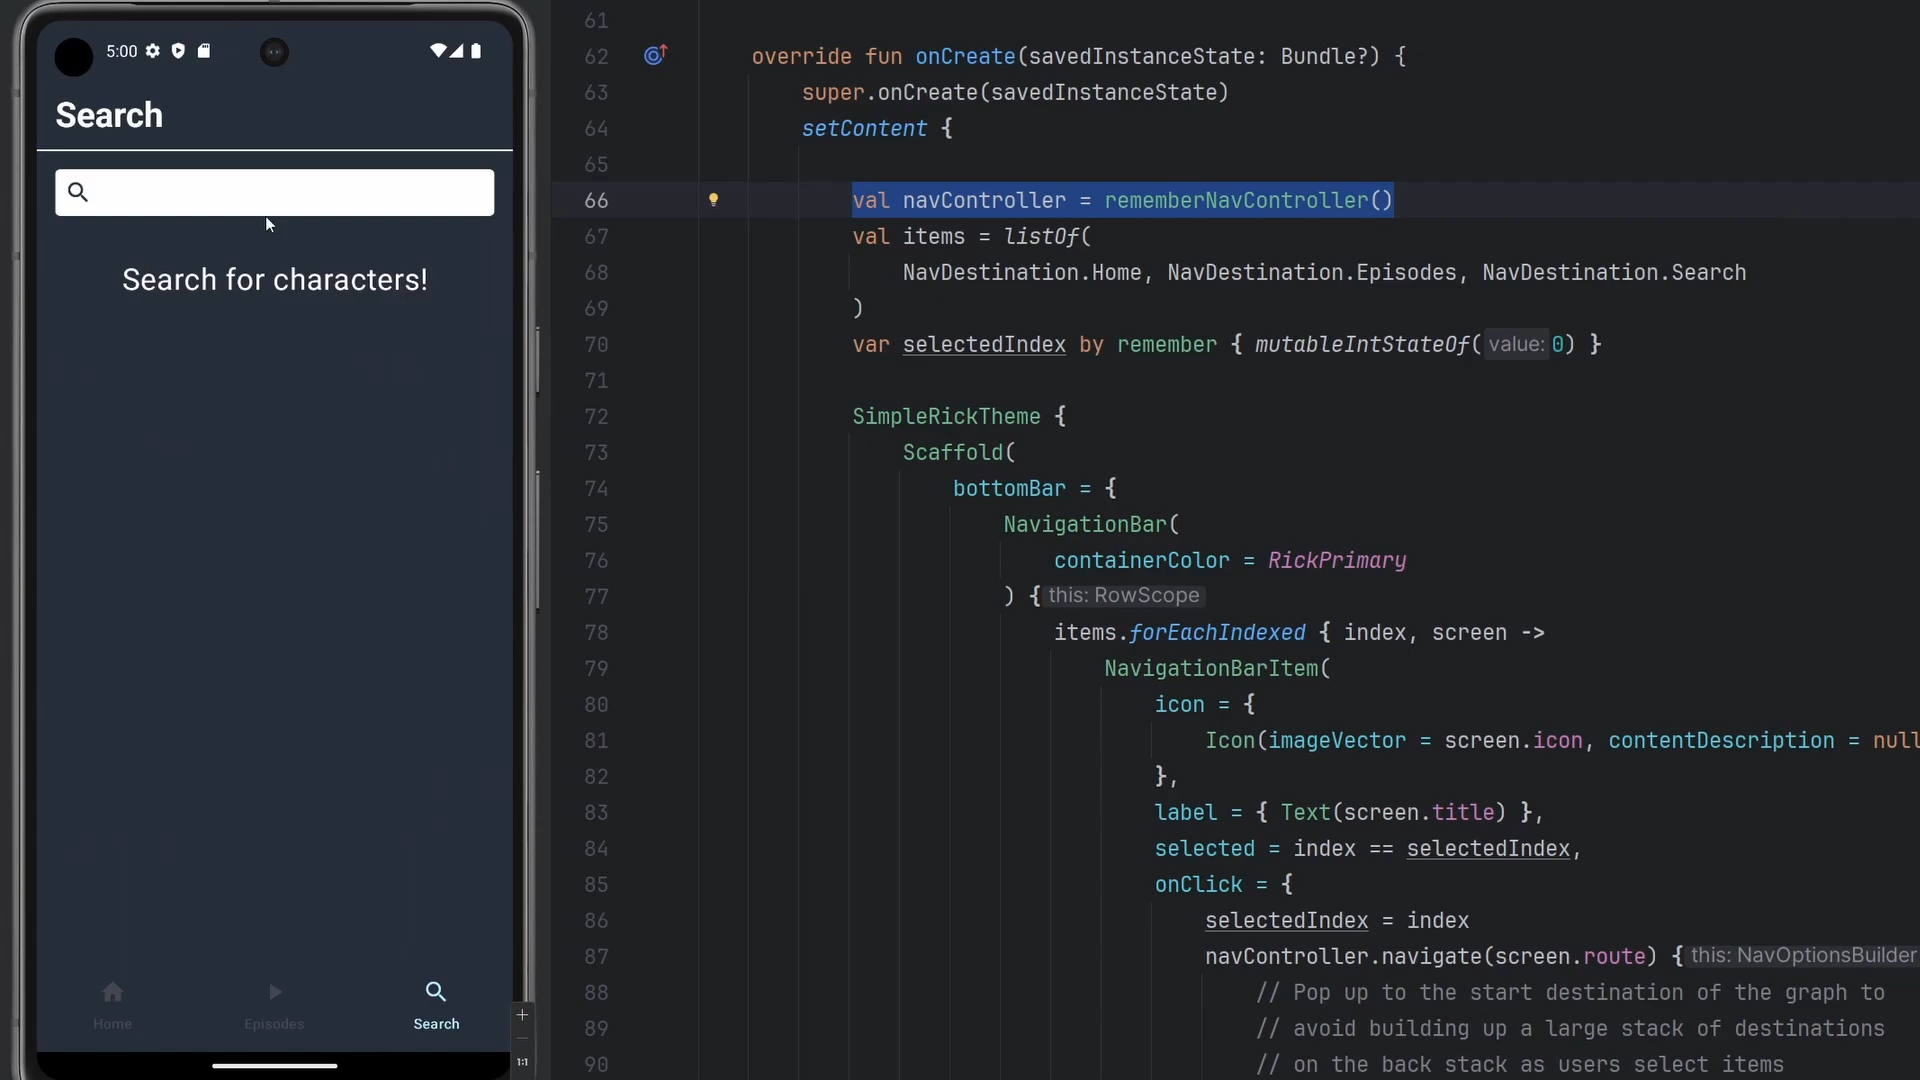 5:00
Search
Search for characters!
Home
Episodes
Search
1:1
61
62 override fun onCreate(savedInstanceState: Bundle?) {
63 super.onCreate(savedInstanceState)
64 setContent {
65
66 val navController = rememberNavController()
67 val items = listOf(
68 NavDestination.Home, NavDestination.Episodes, NavDestination.Search
69 )
70 var selectedIndex by remember { mutableIntStateOf( value: 0) }
71
72 SimpleRickTheme {
73 Scaffold(
74 bottomBar = {
75 NavigationBar(
76 containerColor = RickPrimary
77 ) { this: RowScope
78 items.forEachIndexed { index, screen ->
79 NavigationBarItem(
80 icon = {
81 Icon(imageVector = screen.icon, contentDescription = null
82 },
83 label = { Text(screen.title) },
84 selected = index == selectedIndex,
85 onClick = {
86 selectedIndex = index
87 navController.navigate(screen.route) { this: NavOptionsBuilder
88 // Pop up to the start destination of the graph to
89 // avoid building up a large stack of destinations
90 // on the back stack as users select items